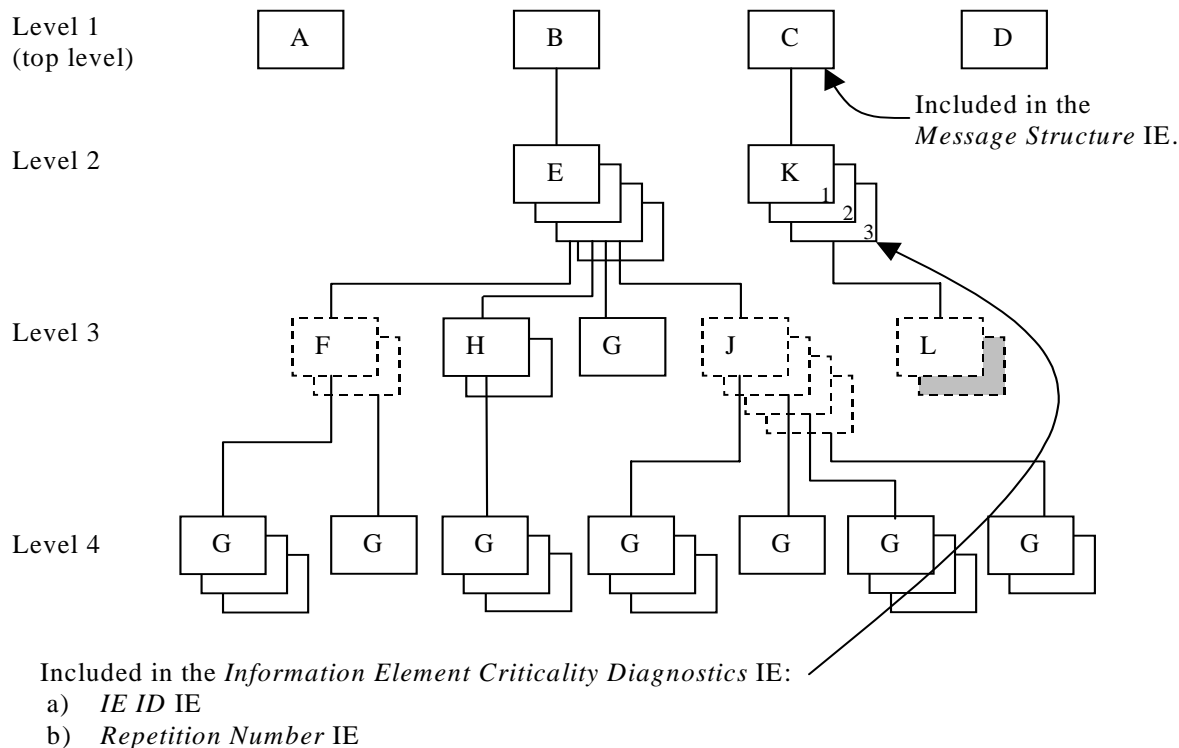 Level 1
(top level)
A
B
C
D
Included in the
Message Structure IE.
Level 2
E
K
1
2
3
Level 3
F
H
G
J
L
Level 4
G
G
G
G
G
G
G
Included in the Information Element Criticality Diagnostics IE:
a) IE ID IE
b) Repetition Number IE